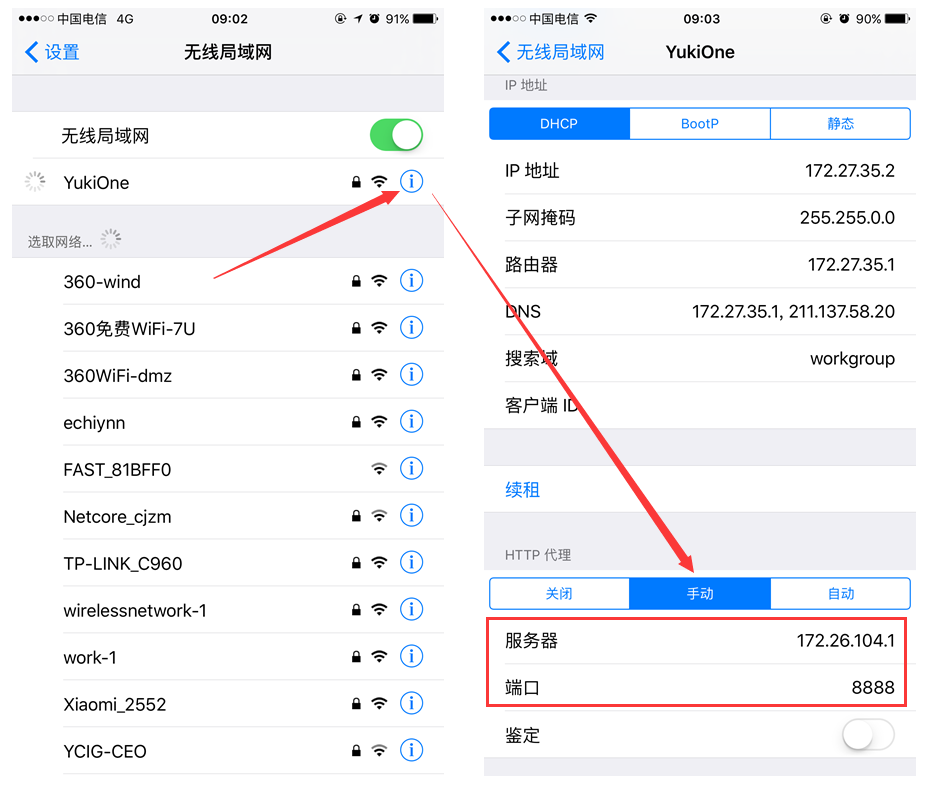 中国电信 4G 09:02 91%
设置 无线局域网
无线局域网
YukiOne
选取网络...
360-wind
360免费WiFi-7U
360WiFi-dmz
echiynn
FAST_81BFF0
Netcore_cjzm
TP-LINK_C960
wirelessnetwork-1
work-1
Xiaomi_2552
YCIG-CEO
中国电信 09:03 90%
无线局域网 YukiOne
IP 地址
DHCP BootP 静态
IP 地址 172.27.35.2
子网掩码 255.255.0.0
路由器 172.27.35.1
DNS 172.27.35.1, 211.137.58.20
搜索域 workgroup
客户端 ID
续租
HTTP 代理
关闭 手动 自动
服务器 172.26.104.1
端口 8888
鉴定